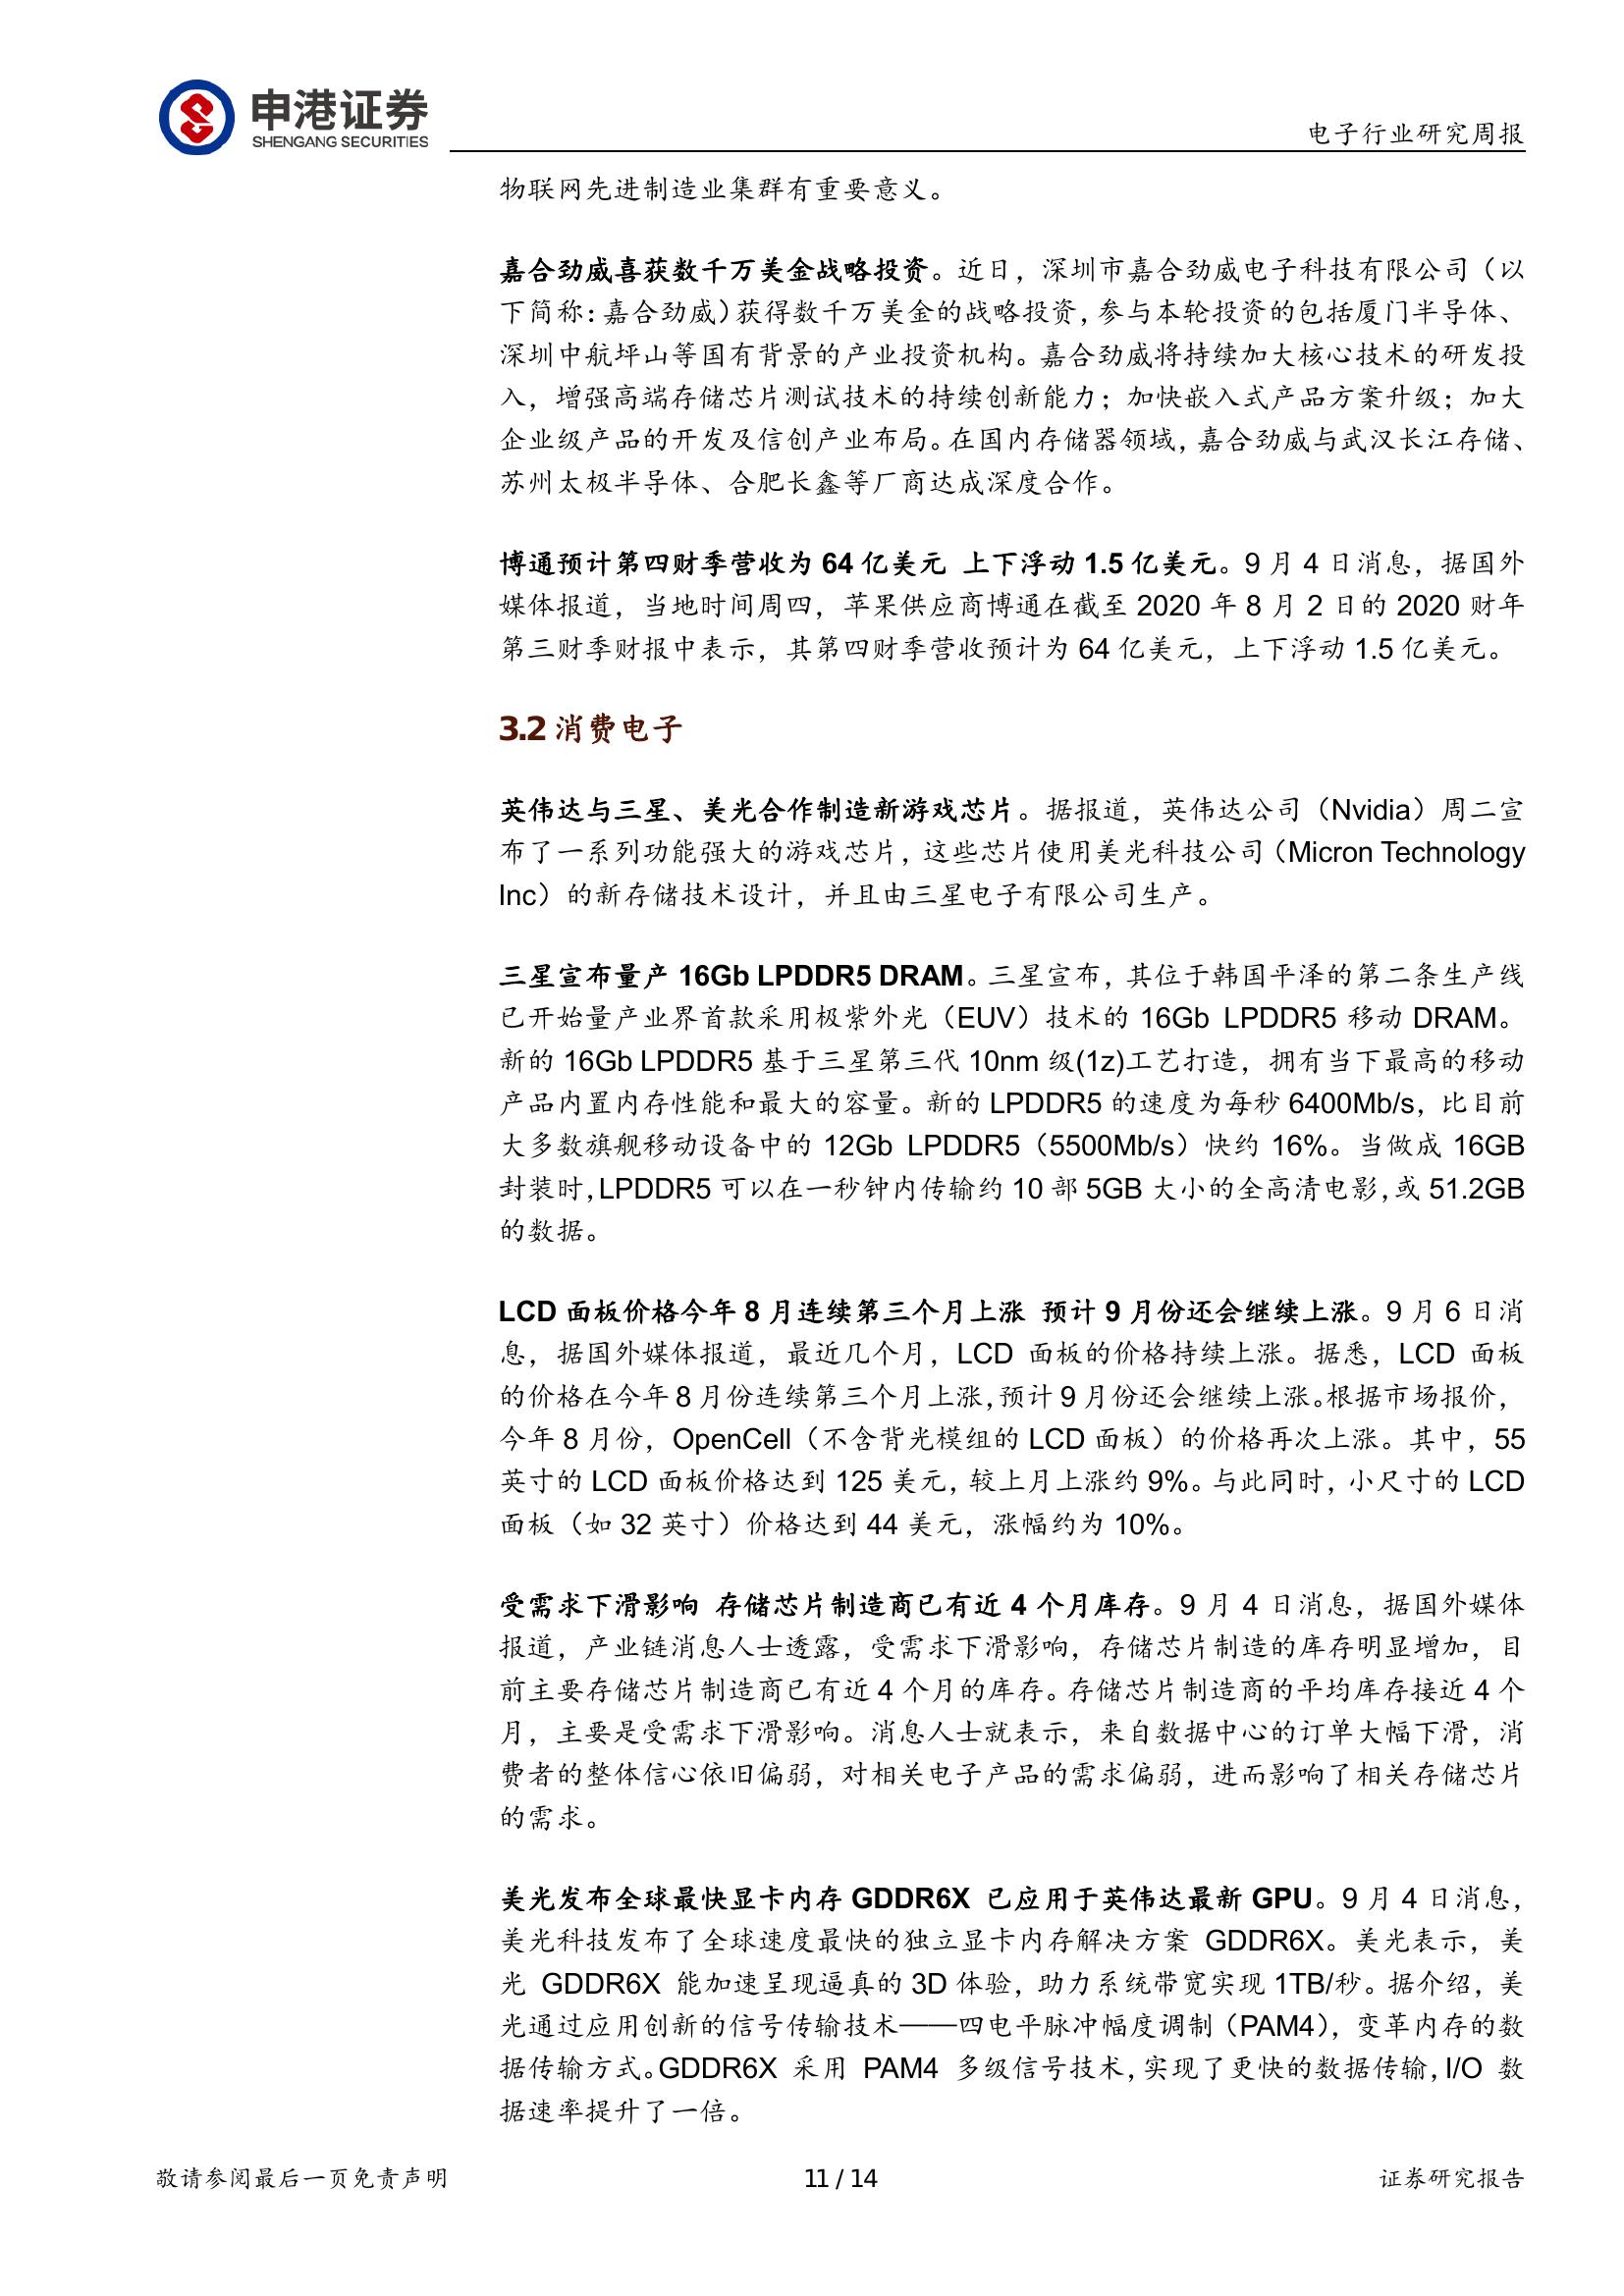 申港证券
SHENGANG SECURITIES
电子行业研究周报
物联网先进制造业集群有重要意义。
嘉合劲威喜获数千万美金战略投资。近日，深圳市嘉合劲威电子科技有限公司（以
下简称：嘉合劲威）获得数千万美金的战略投资，参与本轮投资的包括厦门半导体、
深圳中航坪山等国有背景的产业投资机构。嘉合劲威将持续加大核心技术的研发投
入，增强高端存储芯片测试技术的持续创新能力；加快嵌入式产品方案升级；加大
企业级产品的开发及信创产业布局。在国内存储器领域，嘉合劲威与武汉长江存储、
苏州太极半导体、合肥长鑫等厂商达成深度合作。
博通预计第四财季营收为 64 亿美元 上下浮动 1.5 亿美元。9 月 4 日消息，据国外
媒体报道，当地时间周四，苹果供应商博通在截至 2020 年 8 月 2 日的 2020 财年
第三财季财报中表示，其第四财季营收预计为 64 亿美元，上下浮动 1.5 亿美元。
3.2 消费电子
英伟达与三星、美光合作制造新游戏芯片。据报道，英伟达公司（Nvidia）周二宣
布了一系列功能强大的游戏芯片，这些芯片使用美光科技公司（Micron Technology
Inc）的新存储技术设计，并且由三星电子有限公司生产。
三星宣布量产 16Gb LPDDR5 DRAM。三星宣布，其位于韩国平泽的第二条生产线
已开始量产业界首款采用极紫外光（EUV）技术的 16Gb LPDDR5 移动 DRAM。
新的 16Gb LPDDR5 基于三星第三代 10nm 级(1z)工艺打造，拥有当下最高的移动
产品内置内存性能和最大的容量。新的 LPDDR5 的速度为每秒 6400Mb/s，比目前
大多数旗舰移动设备中的 12Gb LPDDR5（5500Mb/s）快约 16%。当做成 16GB
封装时，LPDDR5 可以在一秒钟内传输约 10 部 5GB 大小的全高清电影，或 51.2GB
的数据。
LCD 面板价格今年 8 月连续第三个月上涨 预计 9 月份还会继续上涨。9 月 6 日消
息，据国外媒体报道，最近几个月，LCD 面板的价格持续上涨。据悉，LCD 面板
的价格在今年 8 月份连续第三个月上涨，预计 9 月份还会继续上涨。根据市场报价，
今年 8 月份，OpenCell（不含背光模组的 LCD 面板）的价格再次上涨。其中，55
英寸的 LCD 面板价格达到 125 美元，较上月上涨约 9%。与此同时，小尺寸的 LCD
面板（如 32 英寸）价格达到 44 美元，涨幅约为 10%。
受需求下滑影响 存储芯片制造商已有近 4 个月库存。9 月 4 日消息，据国外媒体
报道，产业链消息人士透露，受需求下滑影响，存储芯片制造的库存明显增加，目
前主要存储芯片制造商已有近 4 个月的库存。存储芯片制造商的平均库存接近 4 个
月，主要是受需求下滑影响。消息人士就表示，来自数据中心的订单大幅下滑，消
费者的整体信心依旧偏弱，对相关电子产品的需求偏弱，进而影响了相关存储芯片
的需求。
美光发布全球最快显卡内存 GDDR6X 已应用于英伟达最新 GPU。9 月 4 日消息，
美光科技发布了全球速度最快的独立显卡内存解决方案 GDDR6X。美光表示，美
光 GDDR6X 能加速呈现逼真的 3D 体验，助力系统带宽实现 1TB/秒。据介绍，美
光通过应用创新的信号传输技术——四电平脉冲幅度调制（PAM4），变革内存的数
据传输方式。GDDR6X 采用 PAM4 多级信号技术，实现了更快的数据传输，I/O 数
据速率提升了一倍。
敬请参阅最后一页免责声明
11 / 14
证券研究报告